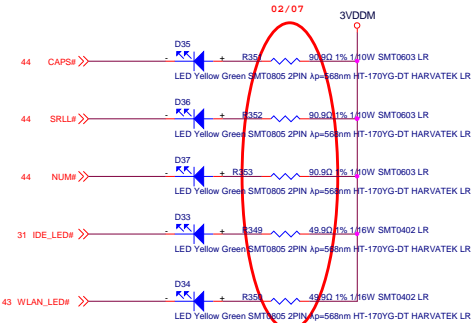 02/07
3VDDM
D35
44 CAPS# - + R351 90.9Ω 1% 1/10W SMT0603 LR
LED Yellow Green SMT0805 2PIN λp=568nm HT-170YG-DT HARVATEK LR
D36
44 SRLL# - + R352 90.9Ω 1% 1/10W SMT0603 LR
LED Yellow Green SMT0805 2PIN λp=568nm HT-170YG-DT HARVATEK LR
D37
44 NUM# - + R353 90.9Ω 1% 1/10W SMT0603 LR
LED Yellow Green SMT0805 2PIN λp=568nm HT-170YG-DT HARVATEK LR
D33
31 IDE_LED# - + R349 49.9Ω 1% 1/16W SMT0402 LR
LED Yellow Green SMT0805 2PIN λp=568nm HT-170YG-DT HARVATEK LR
D34
43 WLAN_LED# - + R350 49.9Ω 1% 1/16W SMT0402 LR
LED Yellow Green SMT0805 2PIN λp=568nm HT-170YG-DT HARVATEK LR